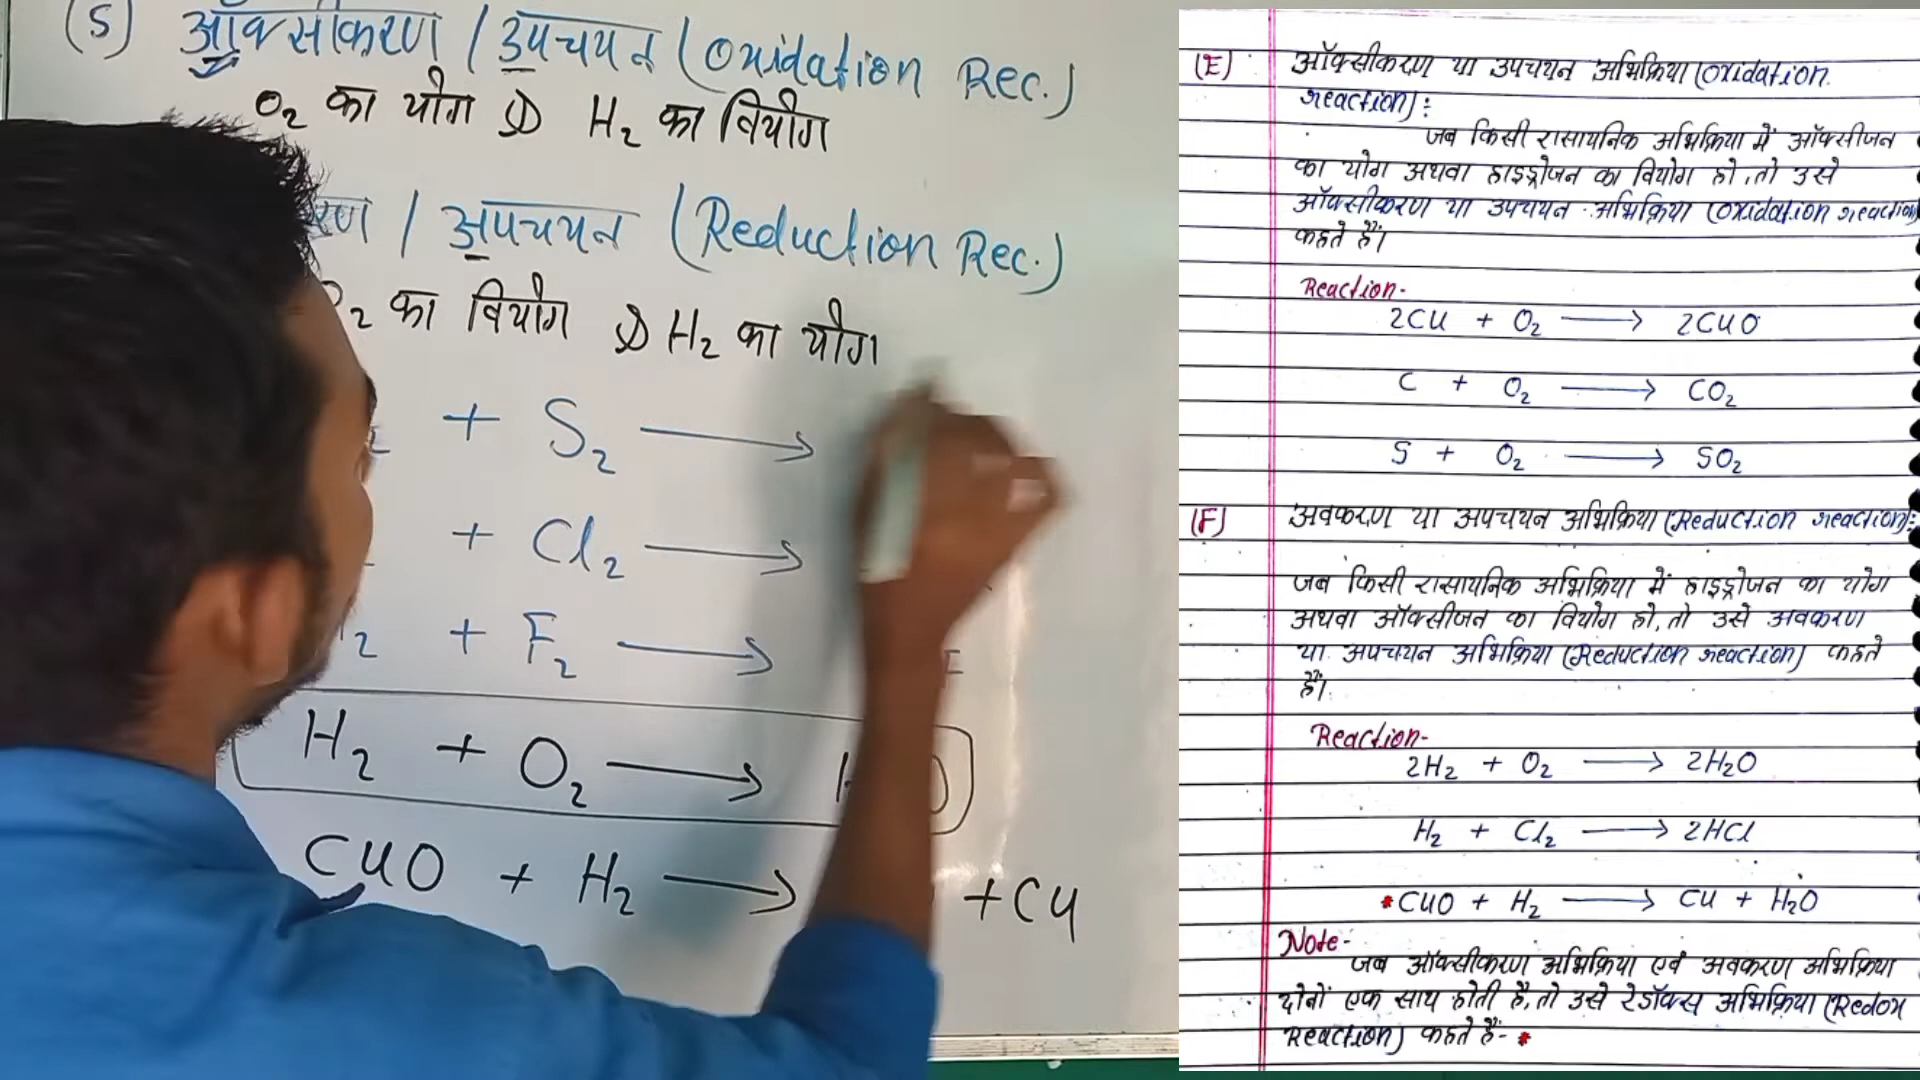 (5) ऑक्सीकरण / उपचयन (Oxidation Rec.)
O₂ का योग या H₂ का वियोग
रण / अपचयन (Reduction Rec.)
₂ का वियोग या H₂ का योग
+ S₂ ⟶
+ Cl₂ ⟶
₂ + F₂ ⟶ F
H₂ + O₂ ⟶ H O
CuO + H₂ ⟶ + Cu
(E) ऑक्सीकरण या उपचयन अभिक्रिया (Oxidation
reaction):
जब किसी रासायनिक अभिक्रिया में ऑक्सीजन
का योग अथवा हाइड्रोजन का वियोग हो, तो उसे
ऑक्सीकरण या उपचयन अभिक्रिया (Oxidation reaction)
कहते हैं।
Reaction-
2Cu + O₂ ⟶ 2CuO
C + O₂ ⟶ CO₂
S + O₂ ⟶ SO₂
(F) अवकरण या अपचयन अभिक्रिया (Reduction reaction):
जब किसी रासायनिक अभिक्रिया में हाइड्रोजन का योग
अथवा ऑक्सीजन का वियोग हो, तो उसे अवकरण
या अपचयन अभिक्रिया (Reduction reaction) कहते
हैं।
Reaction-
2H₂ + O₂ ⟶ 2H₂O
H₂ + Cl₂ ⟶ 2HCl
*CuO + H₂ ⟶ Cu + H₂O
Note-
जब ऑक्सीकरण अभिक्रिया एवं अवकरण अभिक्रिया
दोनों एक साथ होती है, तो उसे रेडॉक्स अभिक्रिया (Redox
Reaction) कहते हैं- *